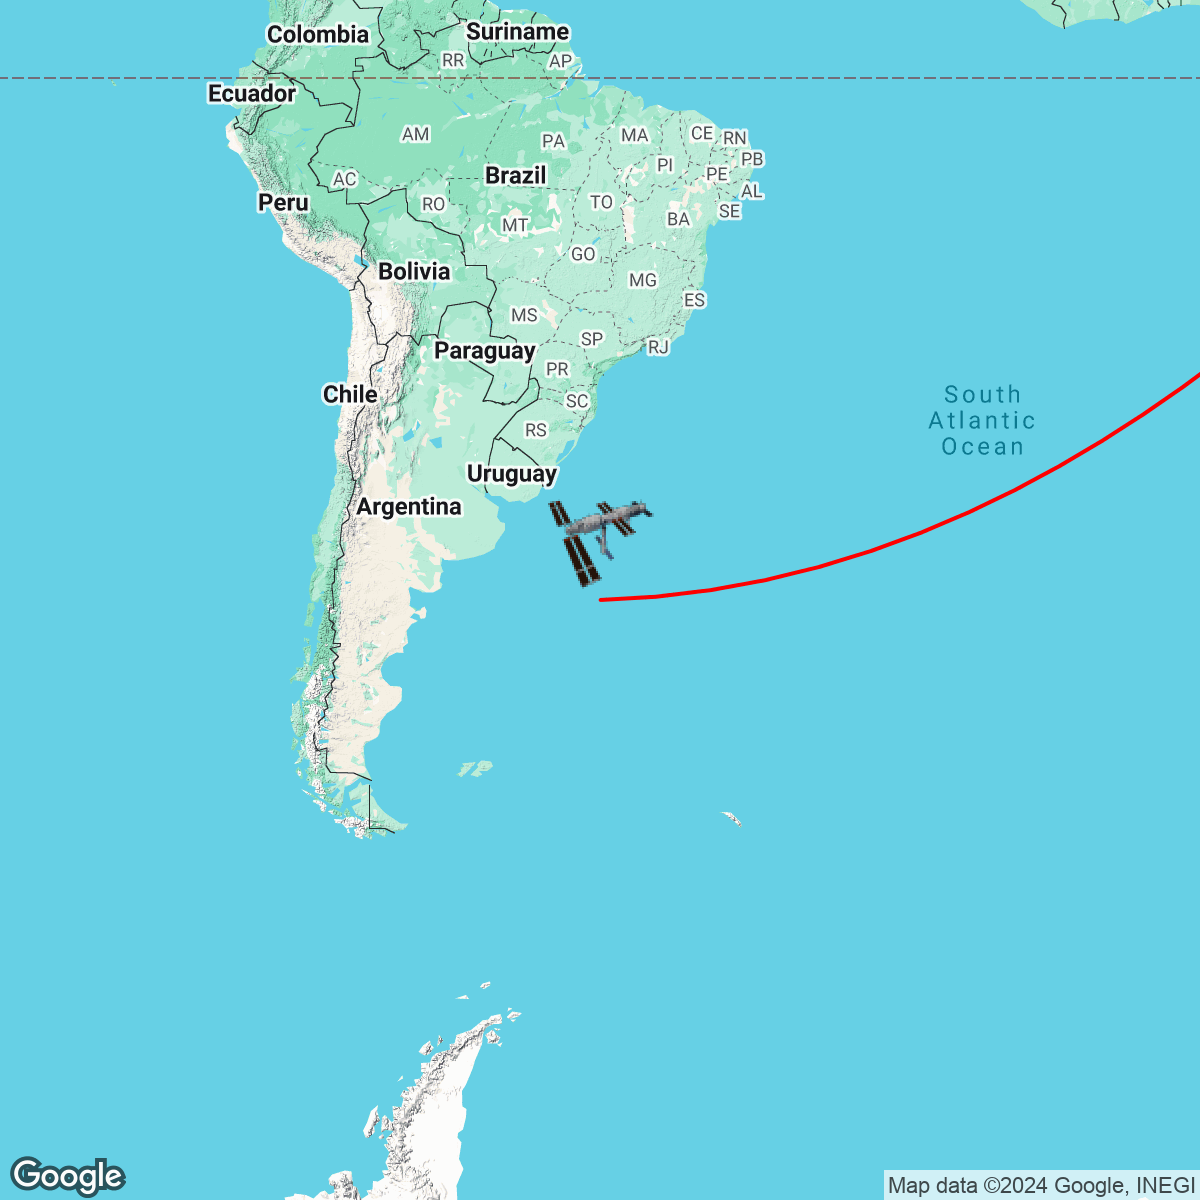 Colombia
Suriname
RR
AP
Ecuador
AM
PA
MA
CE
RN
PB
PI
PE
Brazil
AC
AL
Peru
RO
TO
SE
MT
BA
GO
Bolivia
MG
ES
MS
SP
Paraguay
RJ
PR
Chile
SC
South
Atlantic
Ocean
RS
Uruguay
Argentina
Google
Map data ©2024 Google, INEGI